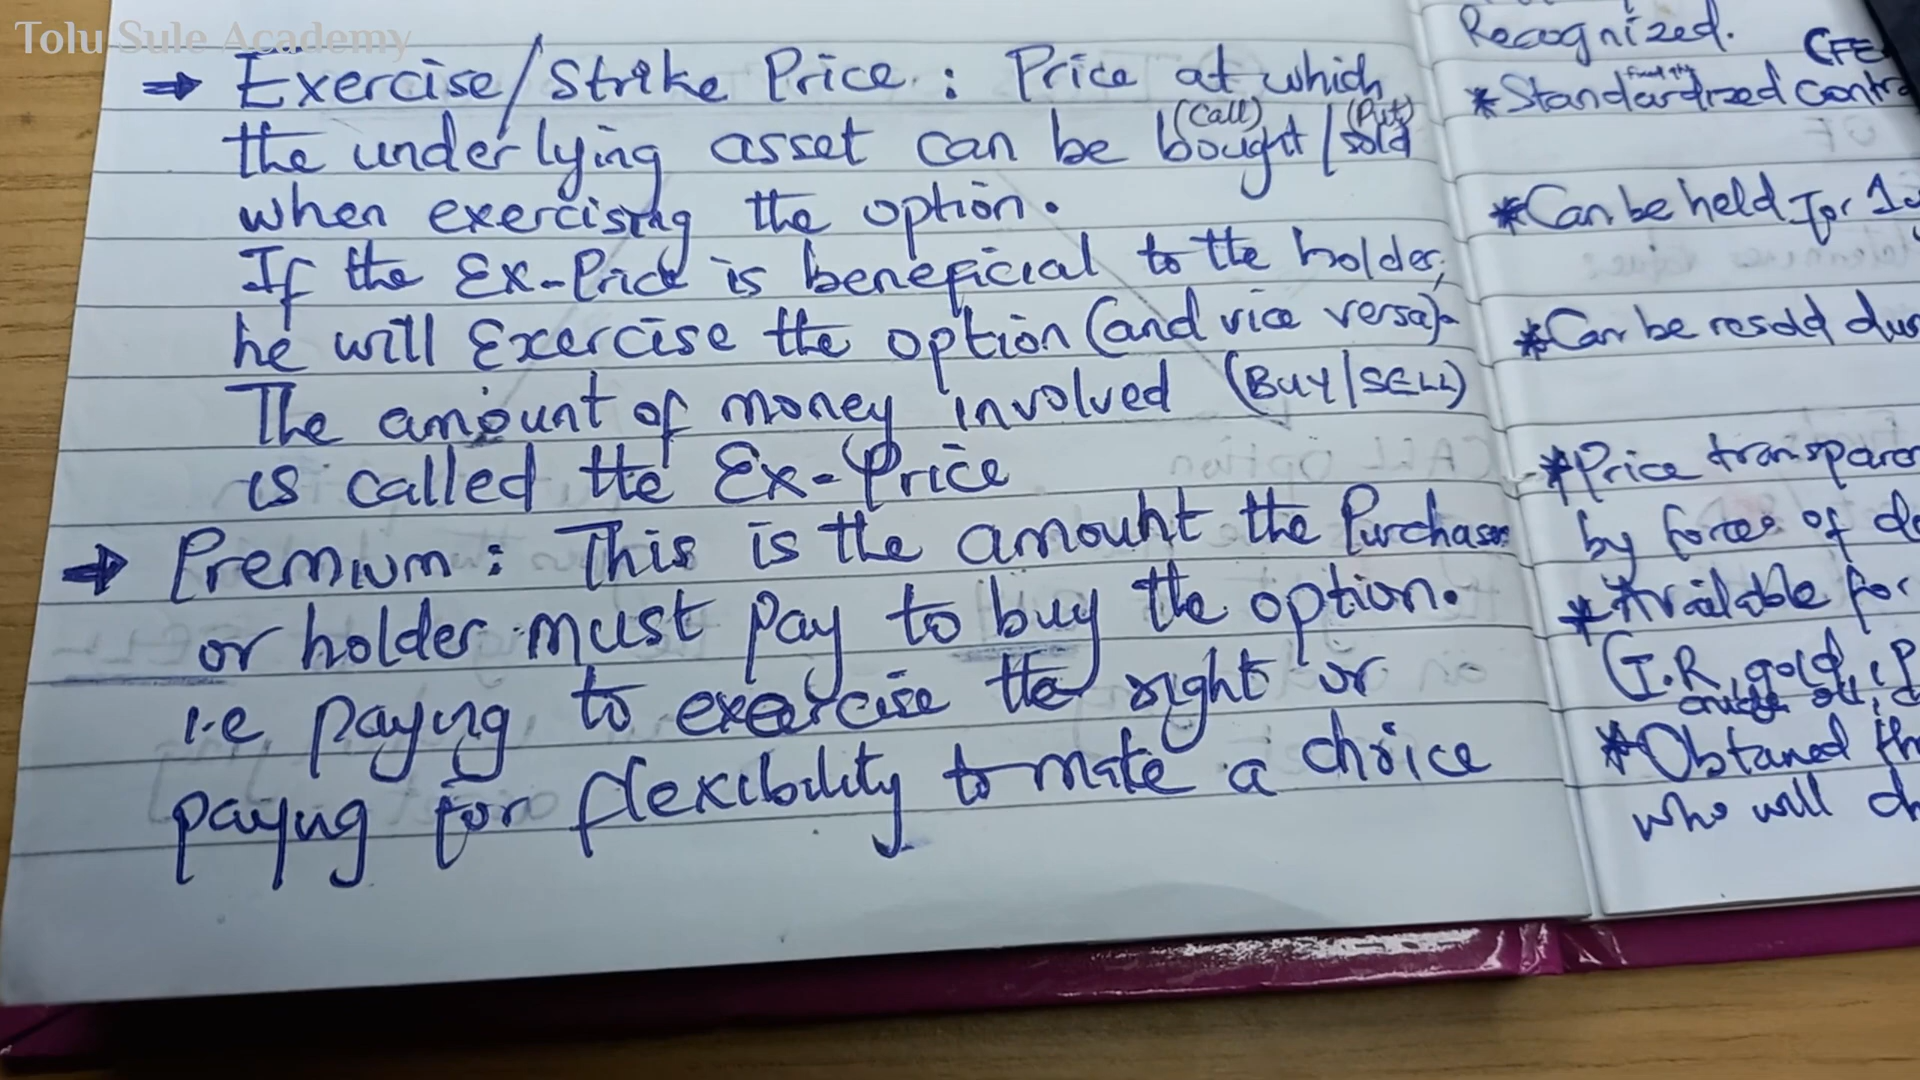 Tolu Sule Academy
→ Exercise/Strike Price : Price at which
the underlying asset can be bought (Call) / sold (Put)
when exercising the option.
If the Ex-Price is beneficial to the holder,
he will Exercise the option (and vice versa).
The amount of money involved (BUY/SELL)
is called the Ex-Price
→ Premium : This is the amount the Purchaser
or holder must pay to buy the option.
i.e paying to exercise the right or
paying for flexibility to make a choice
Recognized.
* Standardized
* Can be held for
* Can be resold
* Price
by forces of
* Available for
(I.R, gold,
* Obtained
who will